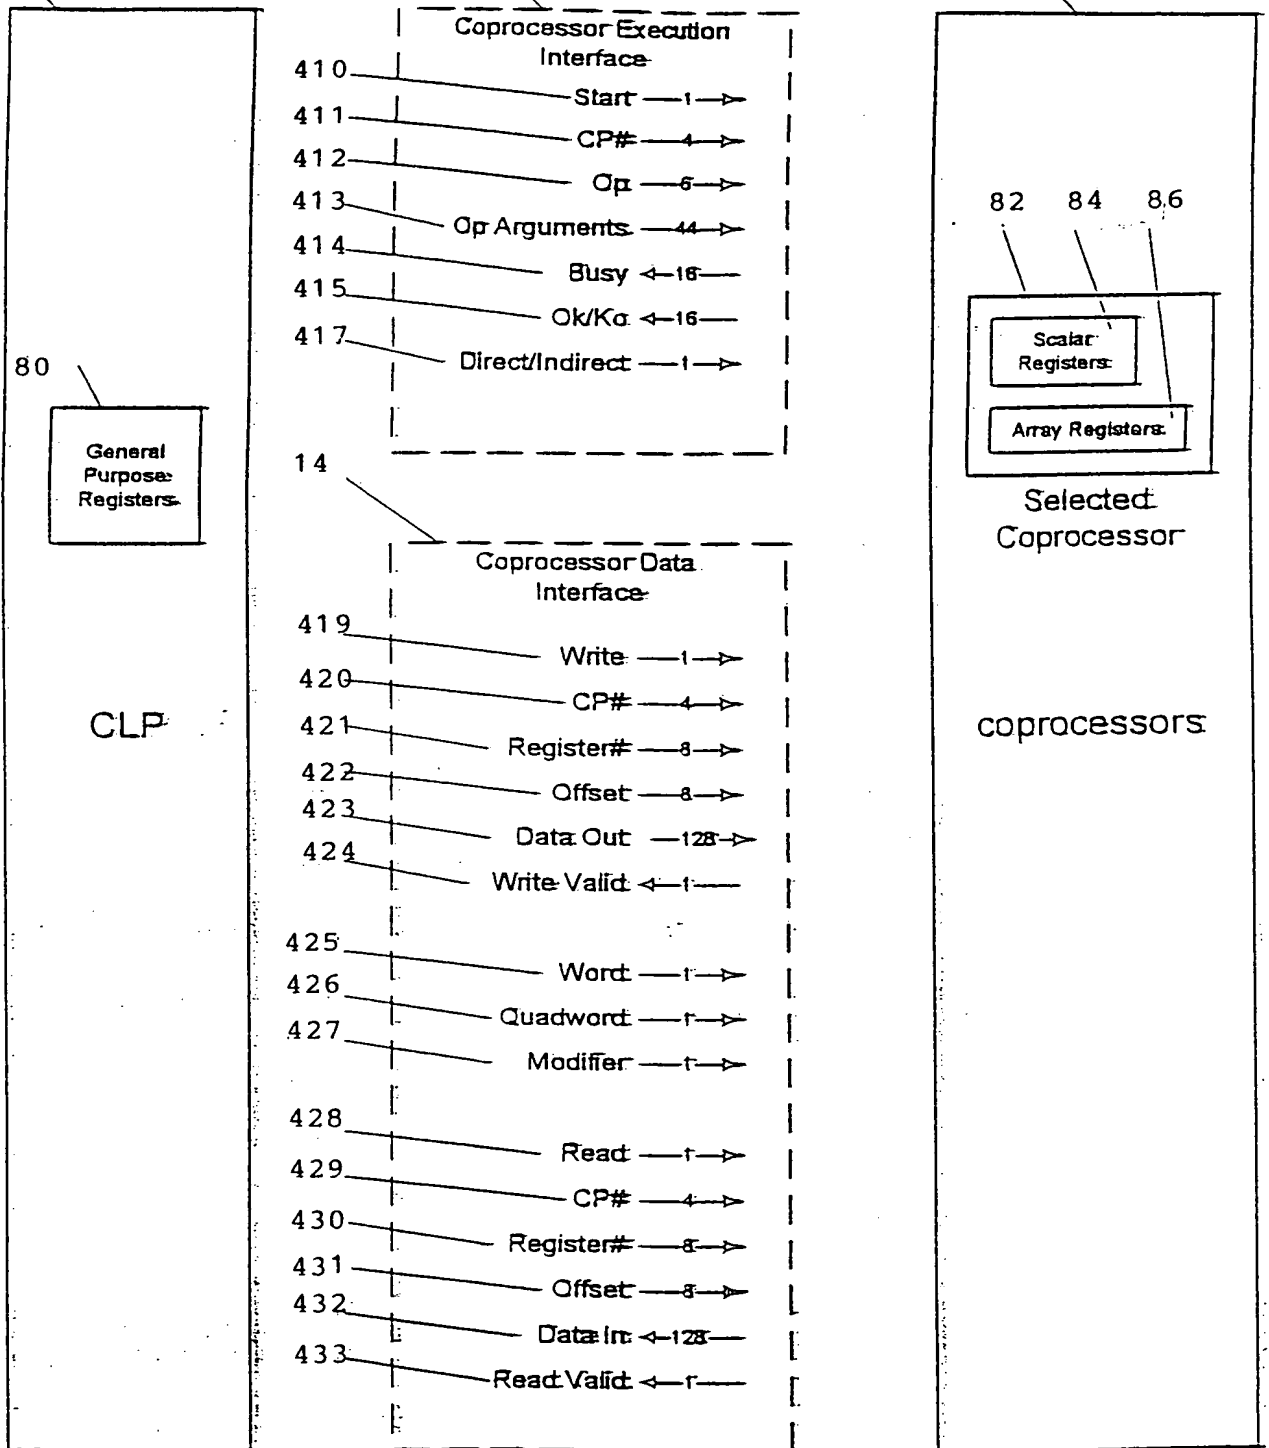 Coprocessor Execution
Interface
410
Start 1
411
CP# 4
412
Op 6
413
Op Arguments 44
414
Busy 16
415
Ok/Ko 16
417
Direct/Indirect 1
80
General
Purpose
Registers
82 84 86
Scalar
Registers
Array Registers
Selected
Coprocessor
14
Coprocessor Data
Interface
419
Write 1
420
CP# 4
421
Register# 8
422
Offset 8
423
Data Out 128
424
Write Valid 1
CLP
coprocessors
425
Word 1
426
Quadword 1
427
Modifier 1
428
Read 1
429
CP# 4
430
Register# 8
431
Offset 8
432
Data In 128
433
Read Valid 1